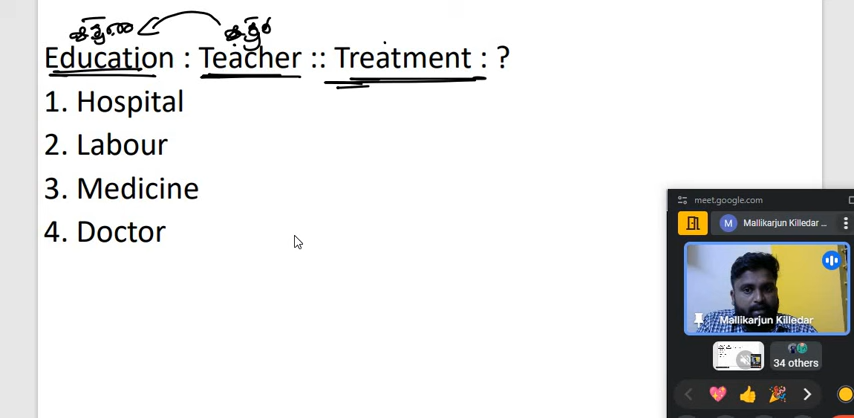 Education : Teacher :: Treatment : ?
1. Hospital
2. Labour
3. Medicine
4. Doctor
meet.google.com
M Mallikarjun Killedar ...
Mallikarjun Killedar
34 others